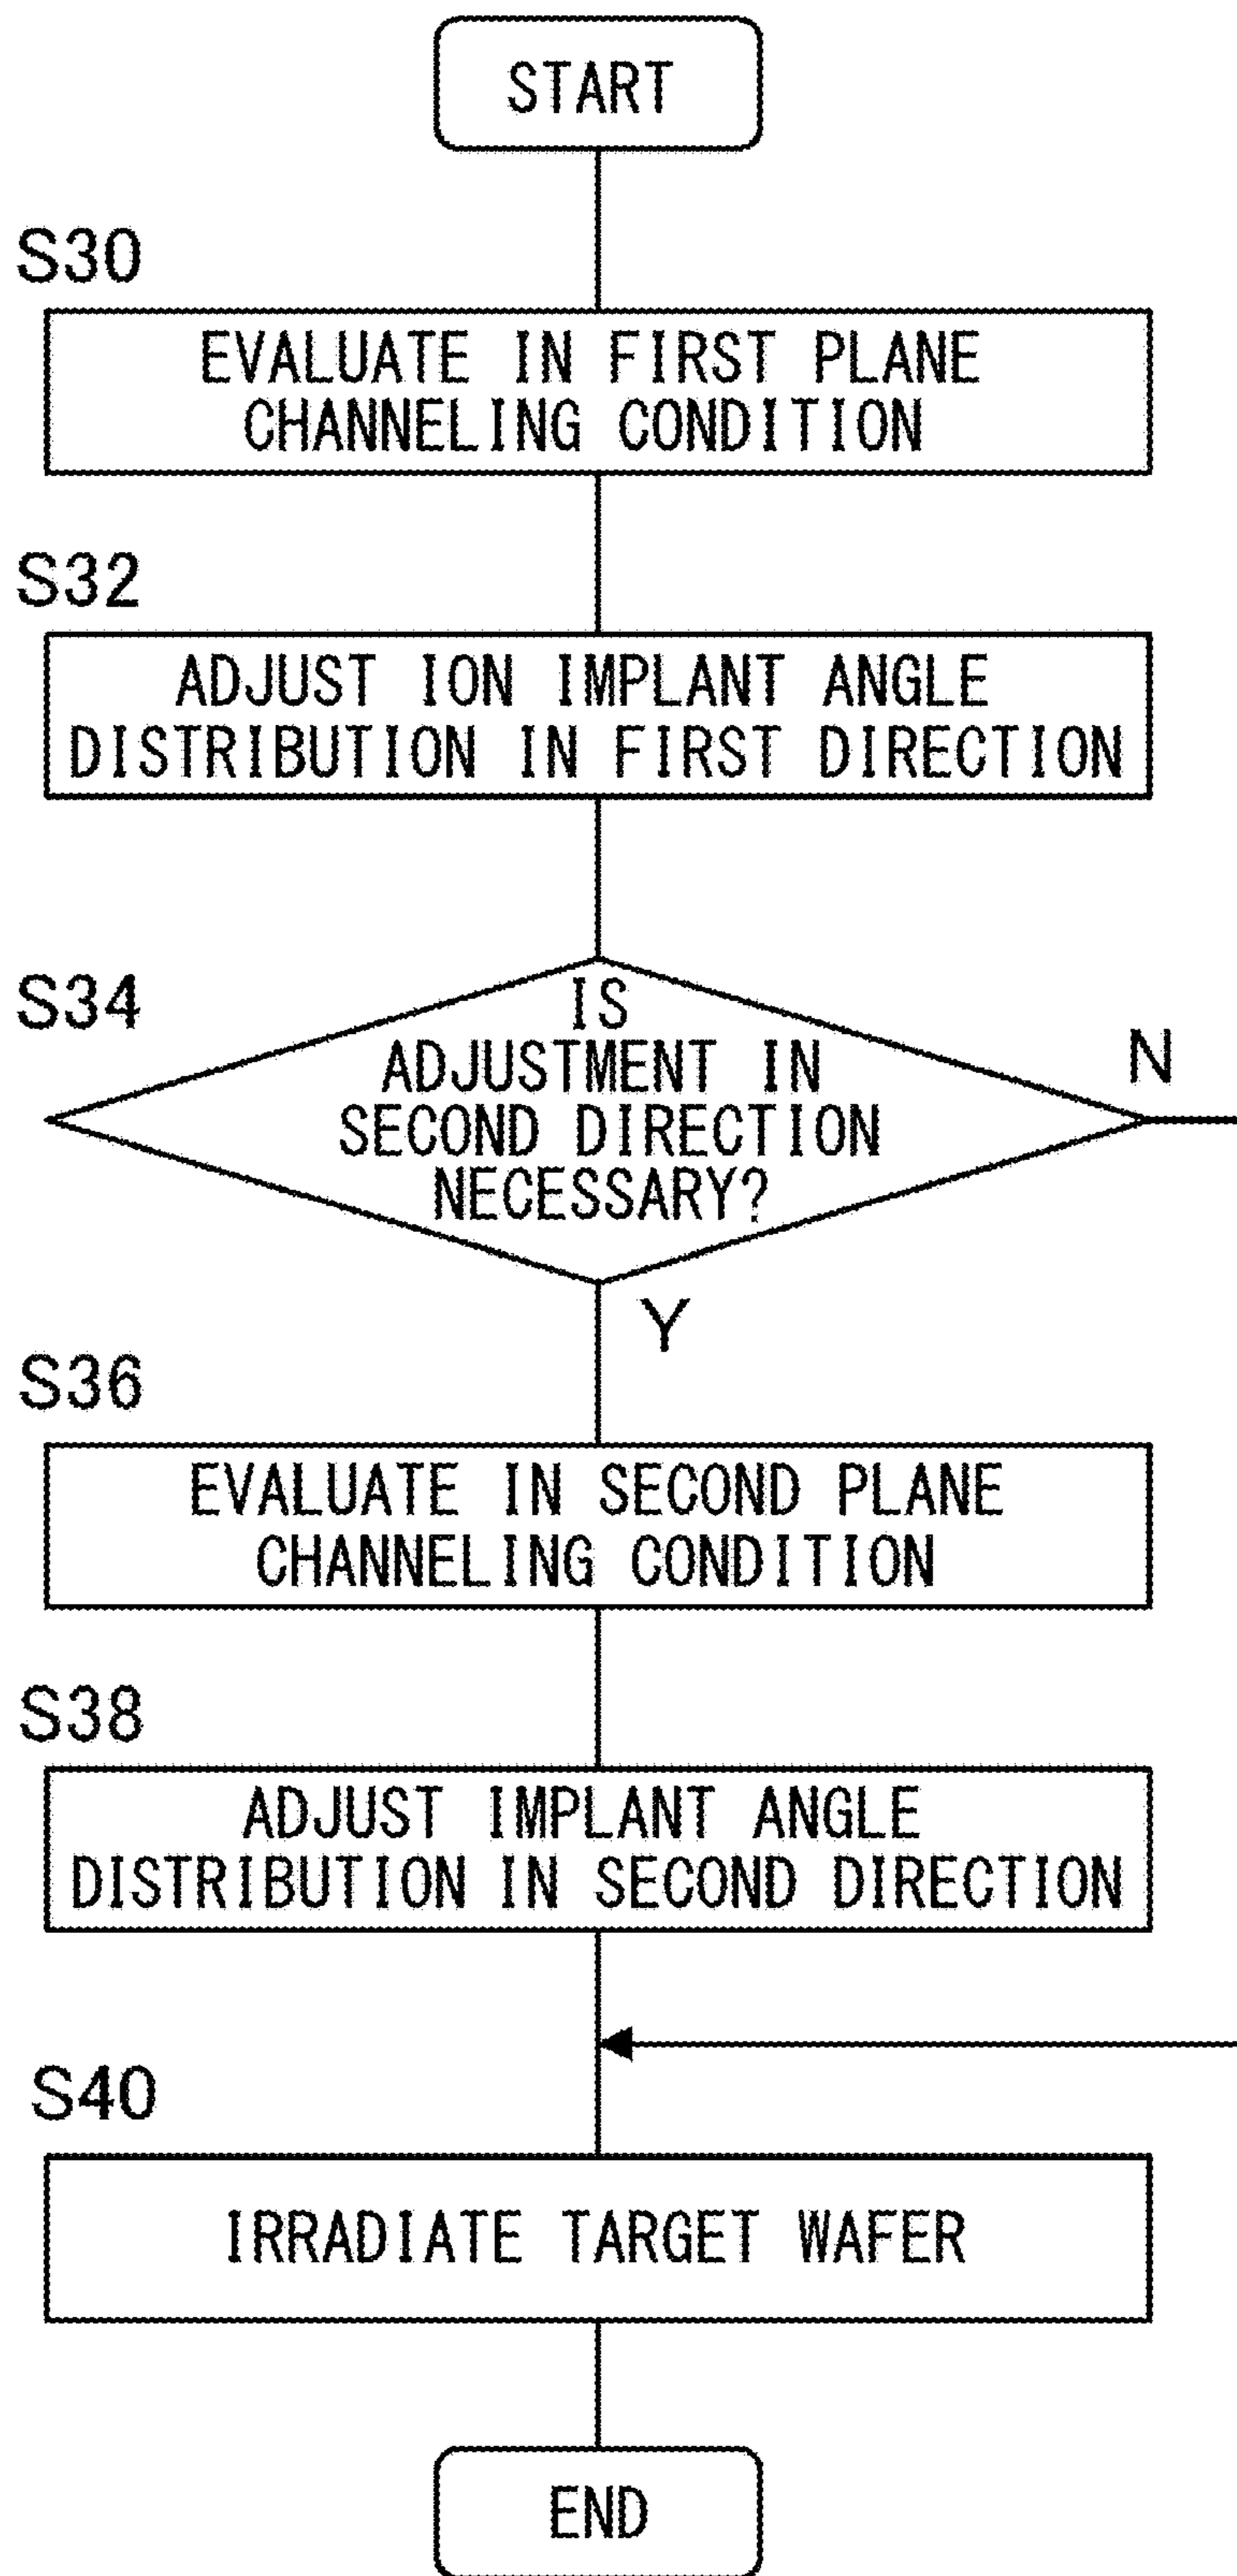 START
S30
EVALUATE IN FIRST PLANE
CHANNELING CONDITION
S32
ADJUST ION IMPLANT ANGLE
DISTRIBUTION IN FIRST DIRECTION
S34
IS
ADJUSTMENT IN
SECOND DIRECTION
NECESSARY?
N
Y
S36
EVALUATE IN SECOND PLANE
CHANNELING CONDITION
S38
ADJUST IMPLANT ANGLE
DISTRIBUTION IN SECOND DIRECTION
S40
IRRADIATE TARGET WAFER
END